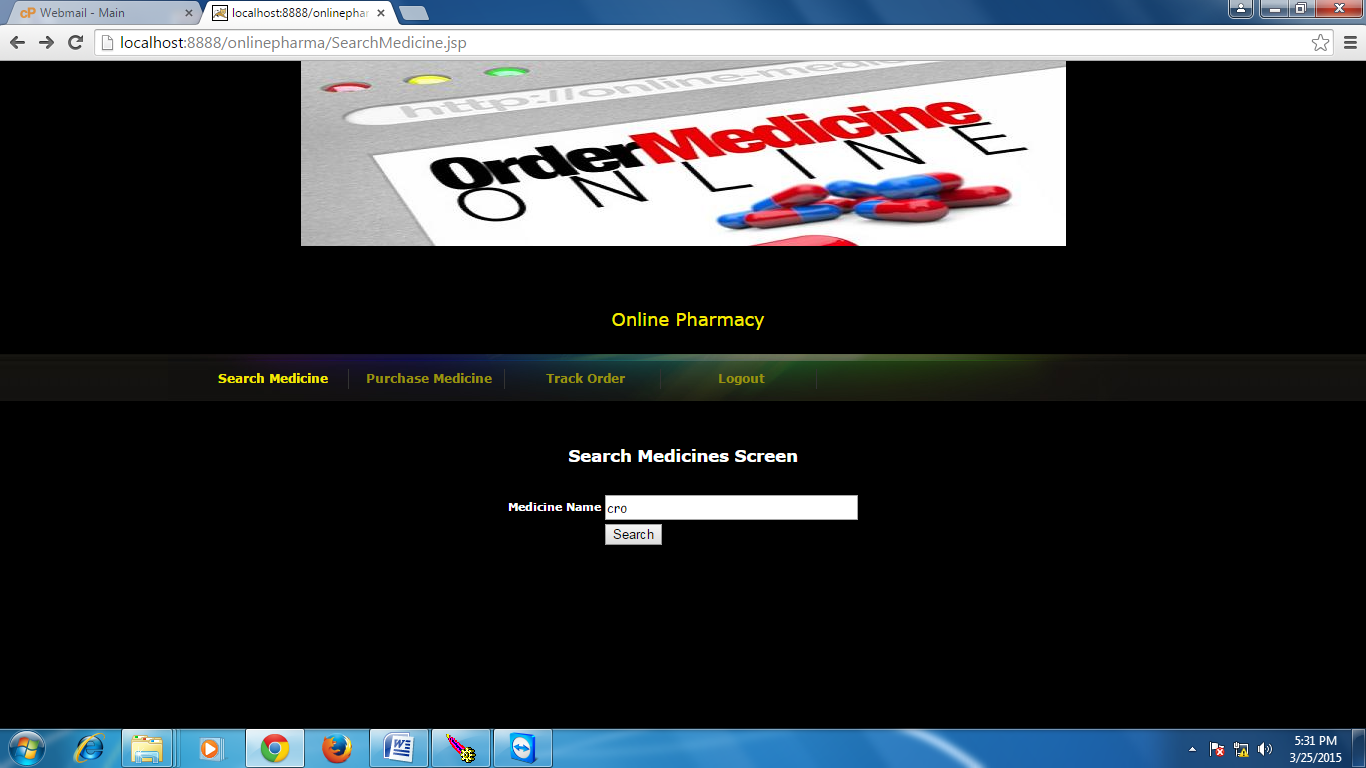 cP Webmail - Main
localhost:8888/onlinephar
localhost:8888/onlinepharma/SearchMedicine.jsp
http://online-medic
OrderMedicine
ONLINE
Online Pharmacy
Search Medicine Purchase Medicine Track Order Logout
Search Medicines Screen
Medicine Name cro
Search
5:31 PM
3/25/2015